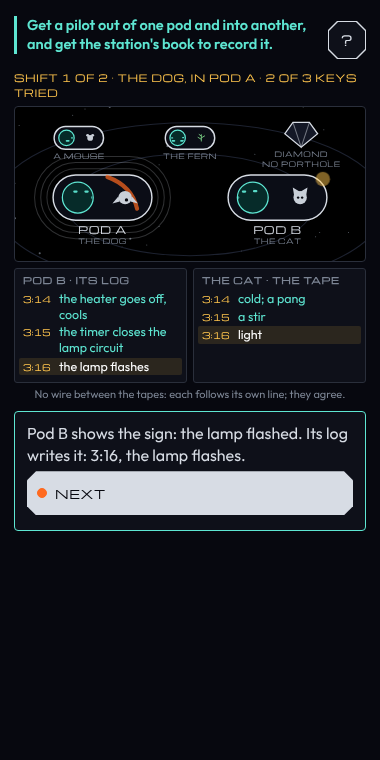 Get a pilot out of one pod and into another,
and get the station's book to record it.
?
SHIFT 1 OF 2 · THE DOG, IN POD A · 2 OF 3 KEYS
TRIED
A MOUSE
THE FERN
DIAMOND
NO PORTHOLE
POD A
THE DOG
POD B
THE CAT
POD B · ITS LOG
3:14 the heater goes off,
cools
3:15 the timer closes the
lamp circuit
3:16 the lamp flashes
THE CAT · THE TAPE
3:14 cold; a pang
3:15 a stir
3:16 light
No wire between the tapes: each follows its own line; they agree.
Pod B shows the sign: the lamp flashed. Its log
writes it: 3:16, the lamp flashes.
NEXT